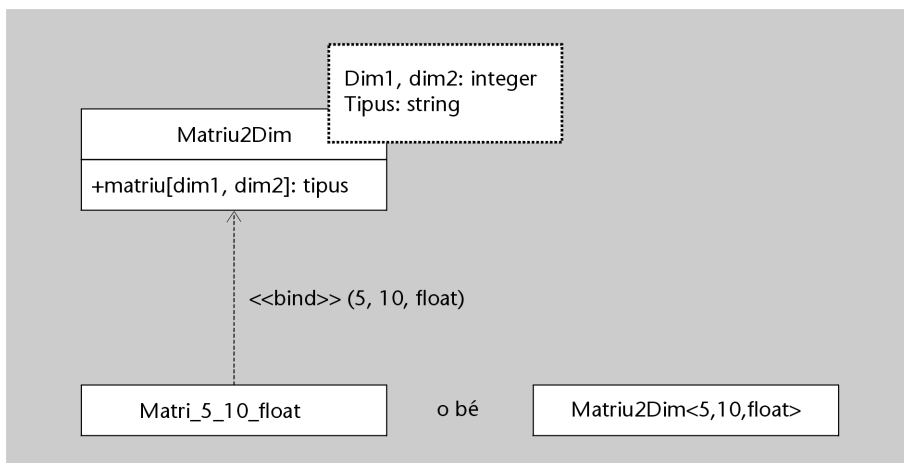 Dim1, dim2: integer
Tipus: string
Matriu2Dim
+matriu[dim1, dim2]: tipus
<<bind>> (5, 10, float)
Matri_5_10_float
o bé
Matriu2Dim<5,10,float>